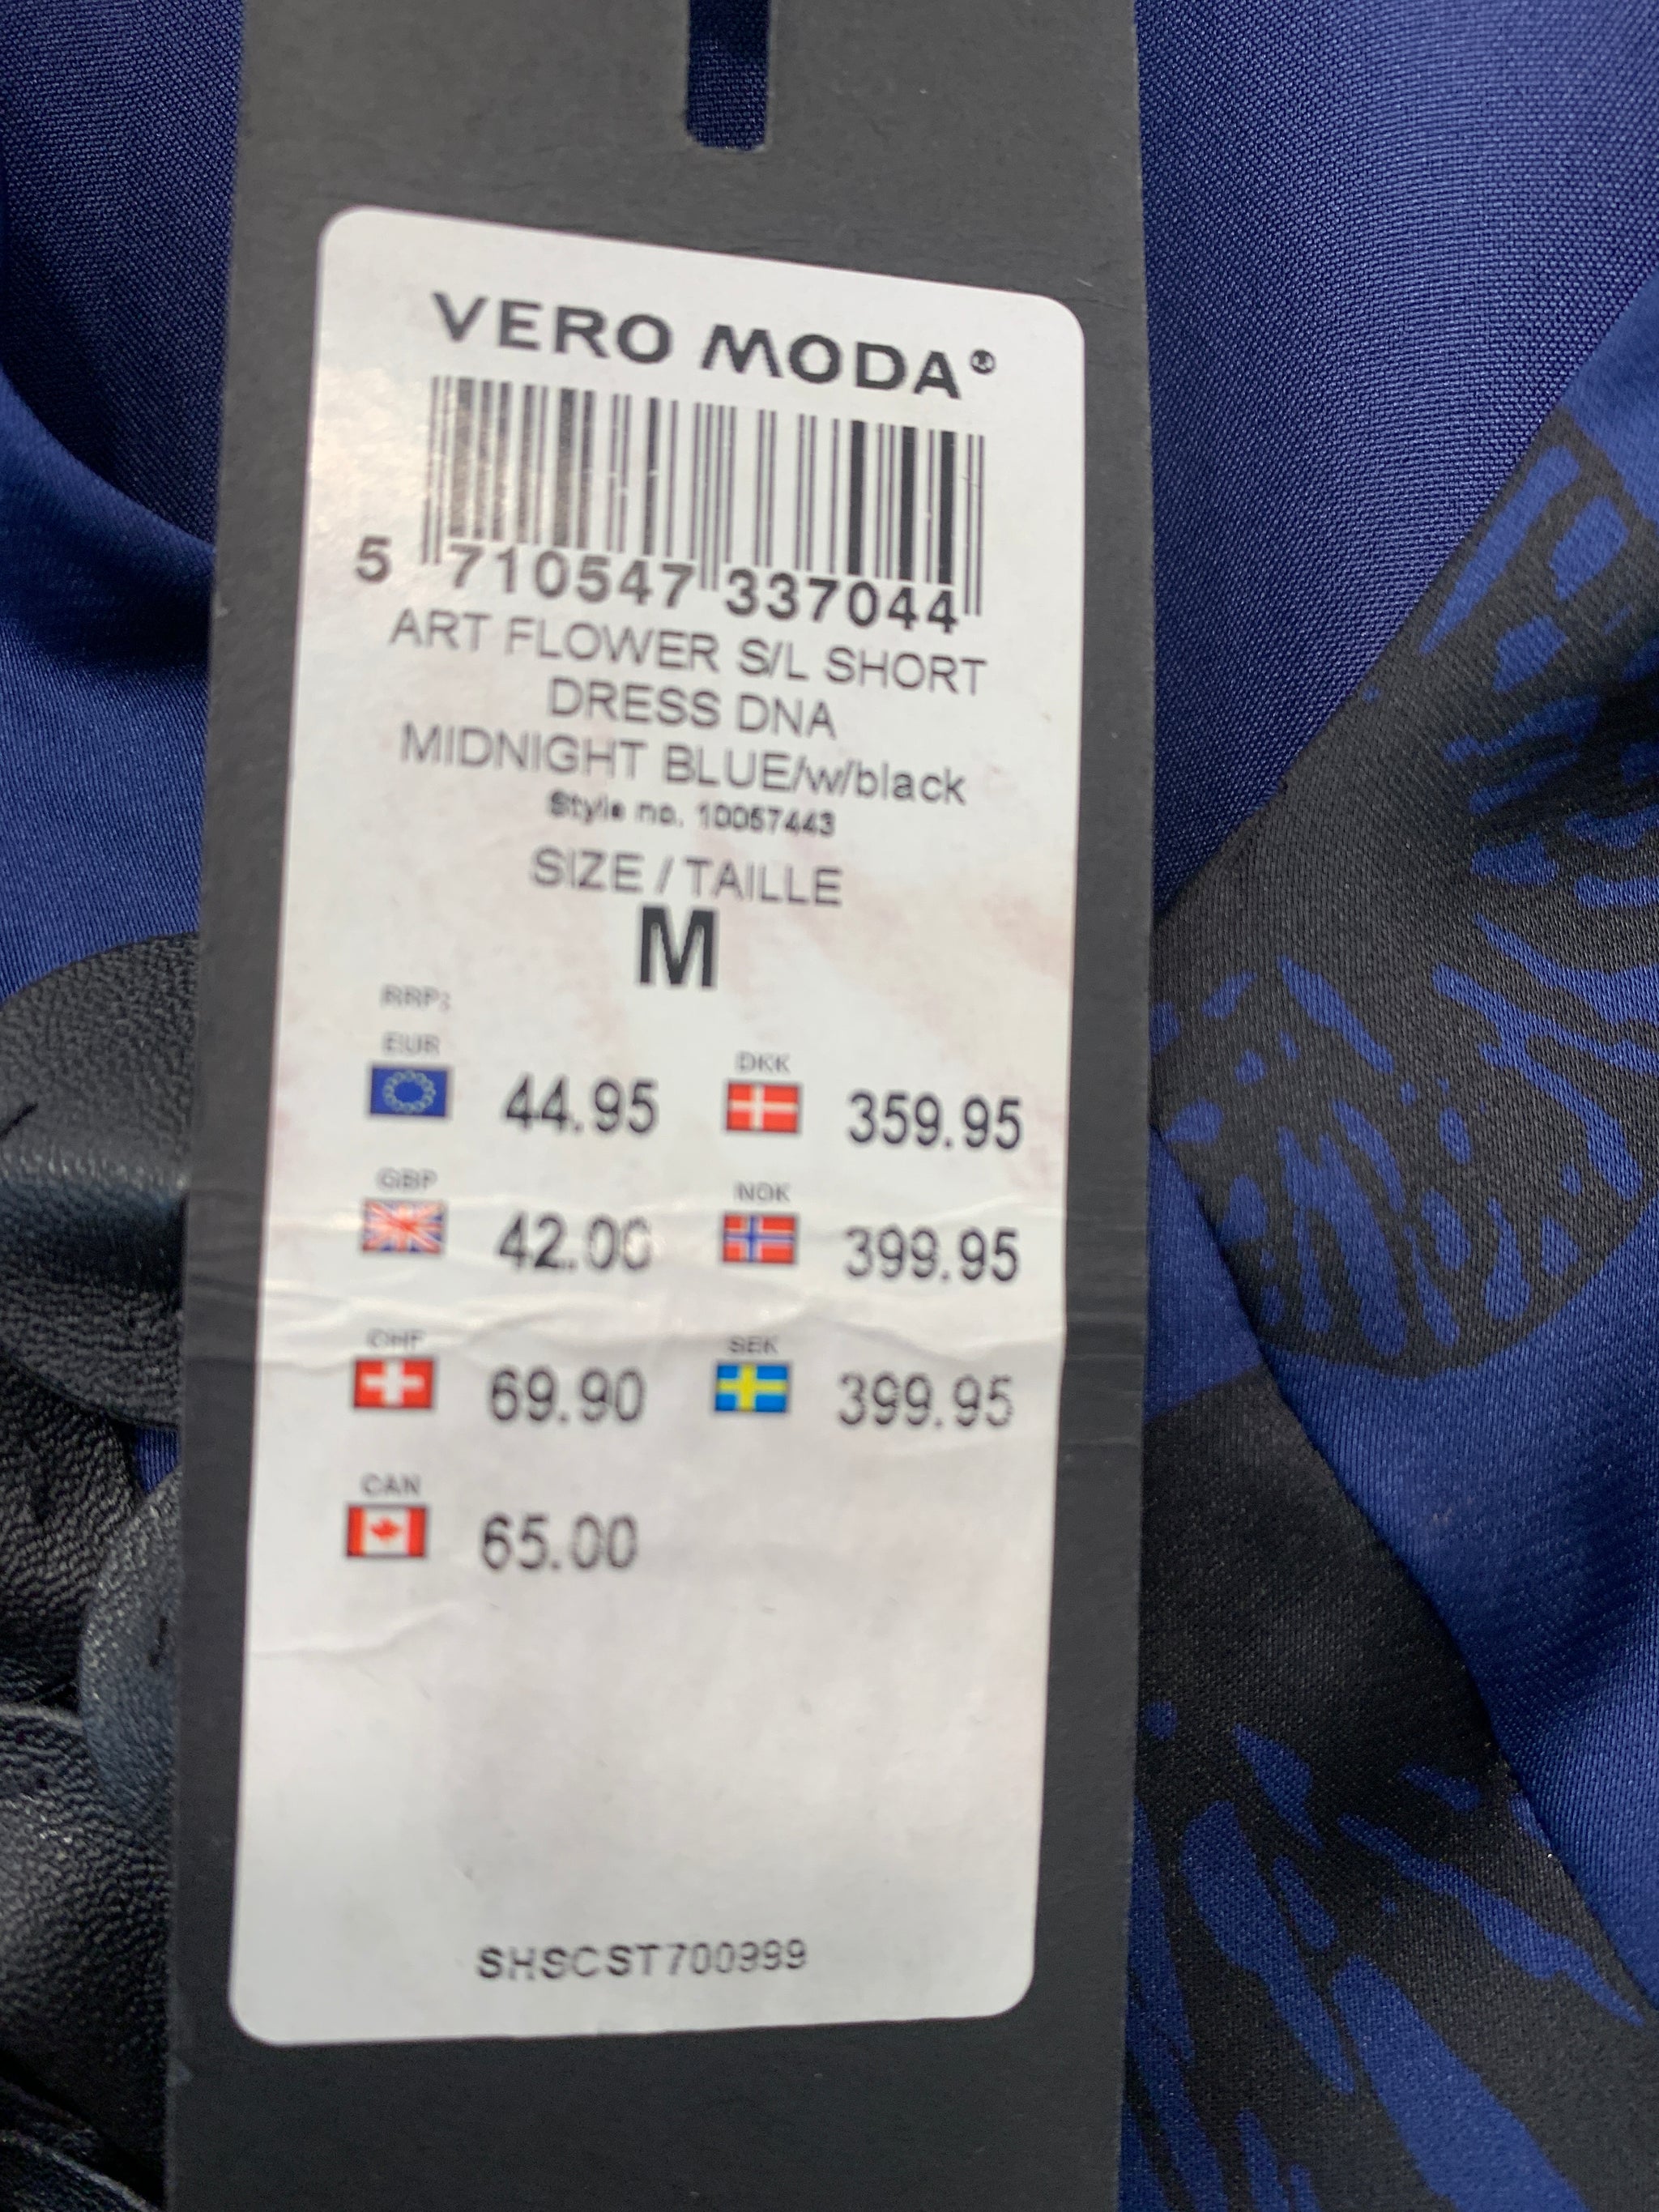 VERO MODA®
5 710547 337044
ART FLOWER S/L SHORT
DRESS DNA
MIDNIGHT BLUE/w/black
Style no. 10057443
SIZE / TAILLE
M
RRP:
EUR DKK
44.95 359.95
GBP NOK
42.00 399.95
CHF SEK
69.90 399.95
CAN
65.00
SHSCST700999